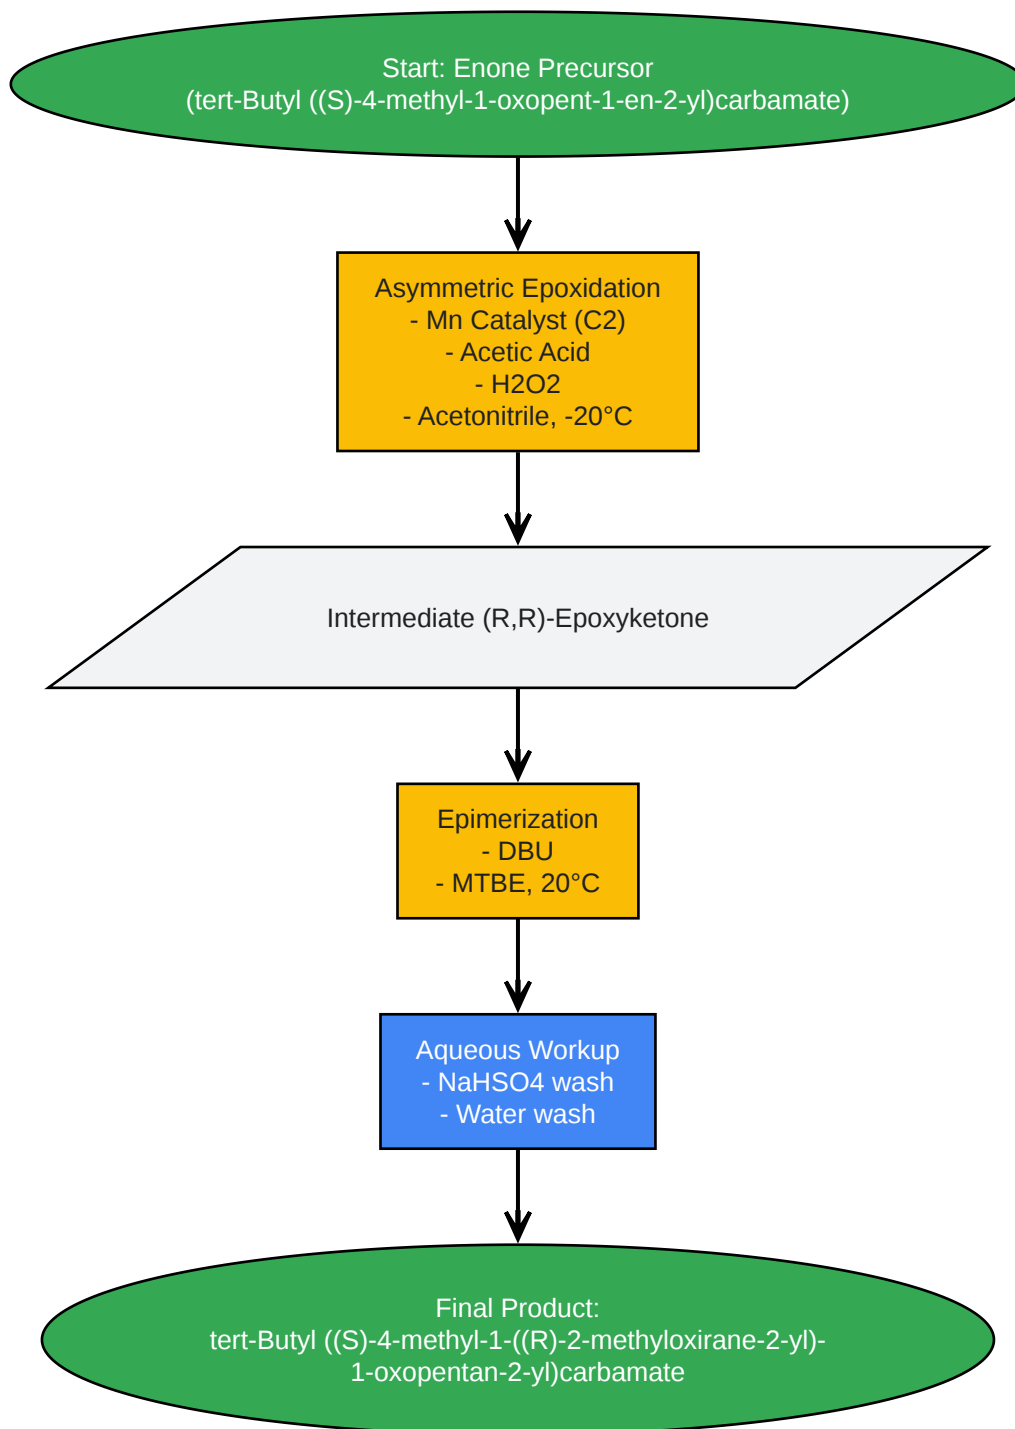 Start: Enone Precursor
(tert-Butyl ((S)-4-methyl-1-oxopent-1-en-2-yl)carbamate)
Asymmetric Epoxidation
- Mn Catalyst (C2)
- Acetic Acid
- H2O2
- Acetonitrile, -20°C
Intermediate (R,R)-Epoxyketone
Epimerization
- DBU
- MTBE, 20°C
Aqueous Workup
- NaHSO4 wash
- Water wash
Final Product:
tert-Butyl ((S)-4-methyl-1-((R)-2-methyloxirane-2-yl)-
1-oxopentan-2-yl)carbamate